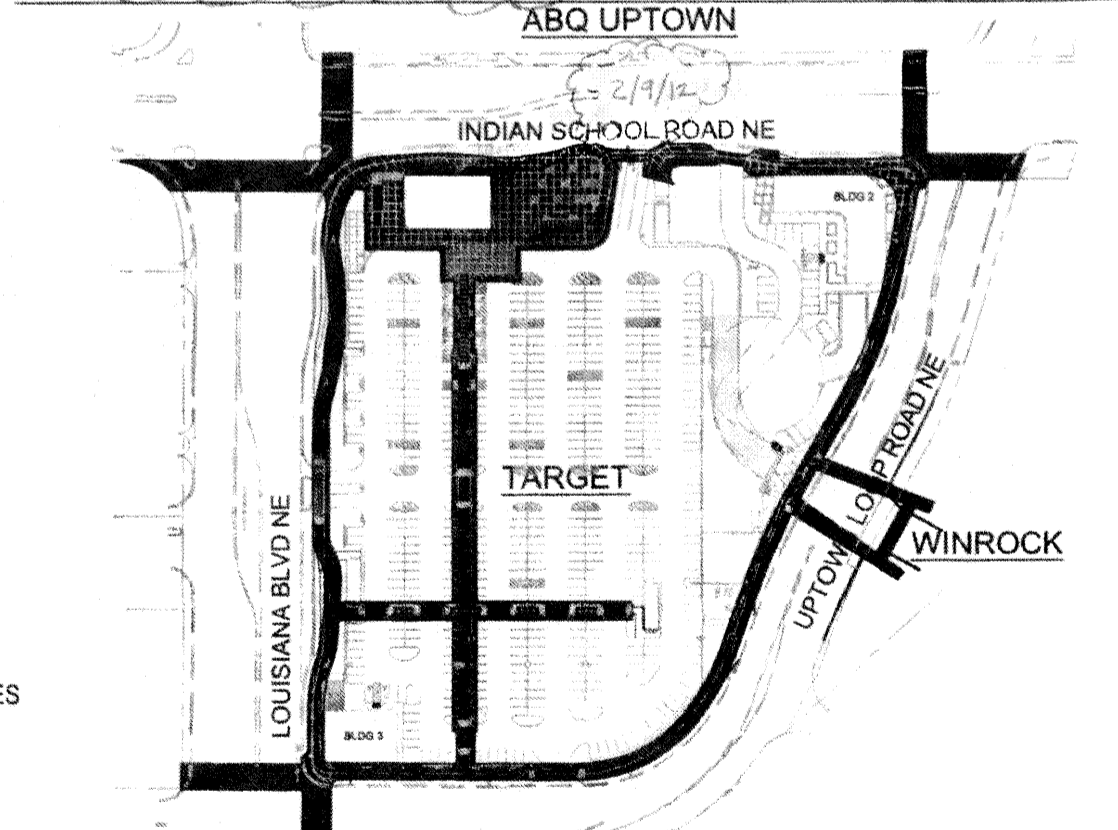 ABQ UPTOWN
= 2/9/12
INDIAN SCHOOL ROAD NE
BLDG 2
TARGET
UPTOWN LOOP ROAD NE
WINROCK
LOUISIANA BLVD NE
ES
BLDG 3